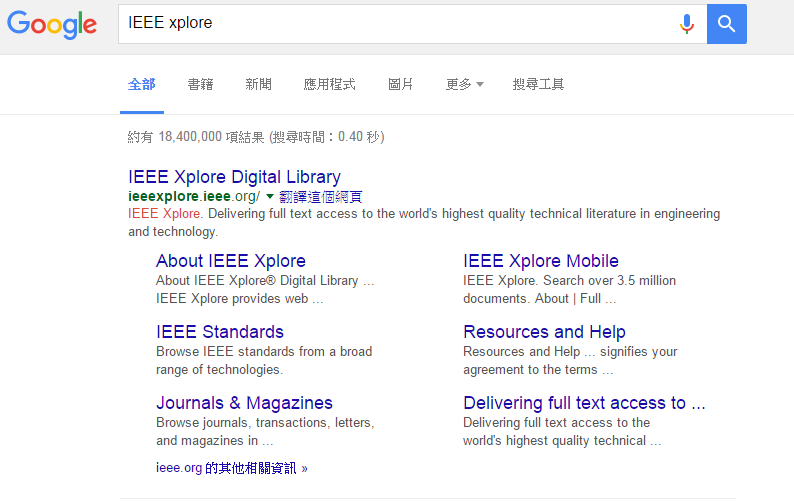 Google
IEEE xplore
全部 書籍 新聞 應用程式 圖片 更多 搜尋工具
約有 18,400,000 項結果 (搜尋時間：0.40 秒)
IEEE Xplore Digital Library
ieeexplore.ieee.org/ 翻譯這個網頁
IEEE Xplore. Delivering full text access to the world's highest quality technical literature in engineering
and technology.
About IEEE Xplore
About IEEE Xplore® Digital Library ...
IEEE Xplore provides web ...
IEEE Xplore Mobile
IEEE Xplore. Search over 3.5 million
documents. About | Full ...
IEEE Standards
Browse IEEE standards from a broad
range of technologies.
Resources and Help
Resources and Help ... signifies your
agreement to the terms ...
Journals & Magazines
Browse journals, transactions, letters,
and magazines in ...
Delivering full text access to ...
Delivering full text access to the
world's highest quality technical ...
ieee.org 的其他相關資訊 »